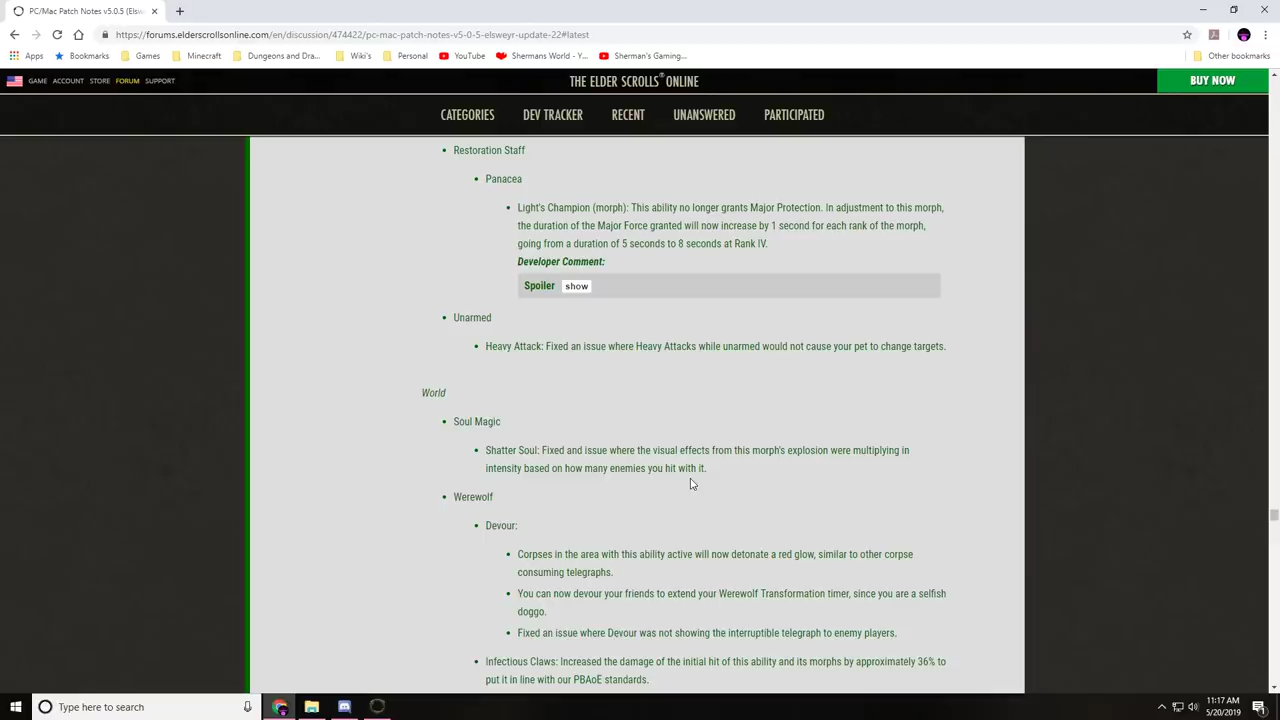 PC/Mac Patch Notes v5.0.5 (Elsw
https://forums.elderscrollsonline.com/en/discussion/474422/pc-mac-patch-notes-v5-0-5-elsweyr-update-22#latest
Apps Bookmarks Games Minecraft Dungeons and Dra... Wiki's Personal YouTube Shermans World - Y... Sherman's Gaming... Other bookmarks
GAME ACCOUNT STORE FORUM SUPPORT THE ELDER SCROLLS® ONLINE BUY NOW
CATEGORIES DEV TRACKER RECENT UNANSWERED PARTICIPATED
Restoration Staff
Panacea
Light's Champion (morph): This ability no longer grants Major Protection. In adjustment to this morph,
the duration of the Major Force granted will now increase by 1 second for each rank of the morph,
going from a duration of 5 seconds to 8 seconds at Rank IV.
Developer Comment:
Spoiler show
Unarmed
Heavy Attack: Fixed an issue where Heavy Attacks while unarmed would not cause your pet to change targets.
World
Soul Magic
Shatter Soul: Fixed and issue where the visual effects from this morph's explosion were multiplying in
intensity based on how many enemies you hit with it.
Werewolf
Devour:
Corpses in the area with this ability active will now detonate a red glow, similar to other corpse
consuming telegraphs.
You can now devour your friends to extend your Werewolf Transformation timer, since you are a selfish
doggo.
Fixed an issue where Devour was not showing the interruptible telegraph to enemy players.
Infectious Claws: Increased the damage of the initial hit of this ability and its morphs by approximately 36% to
put it in line with our PBAoE standards.
Type here to search
11:17 AM
5/20/2019